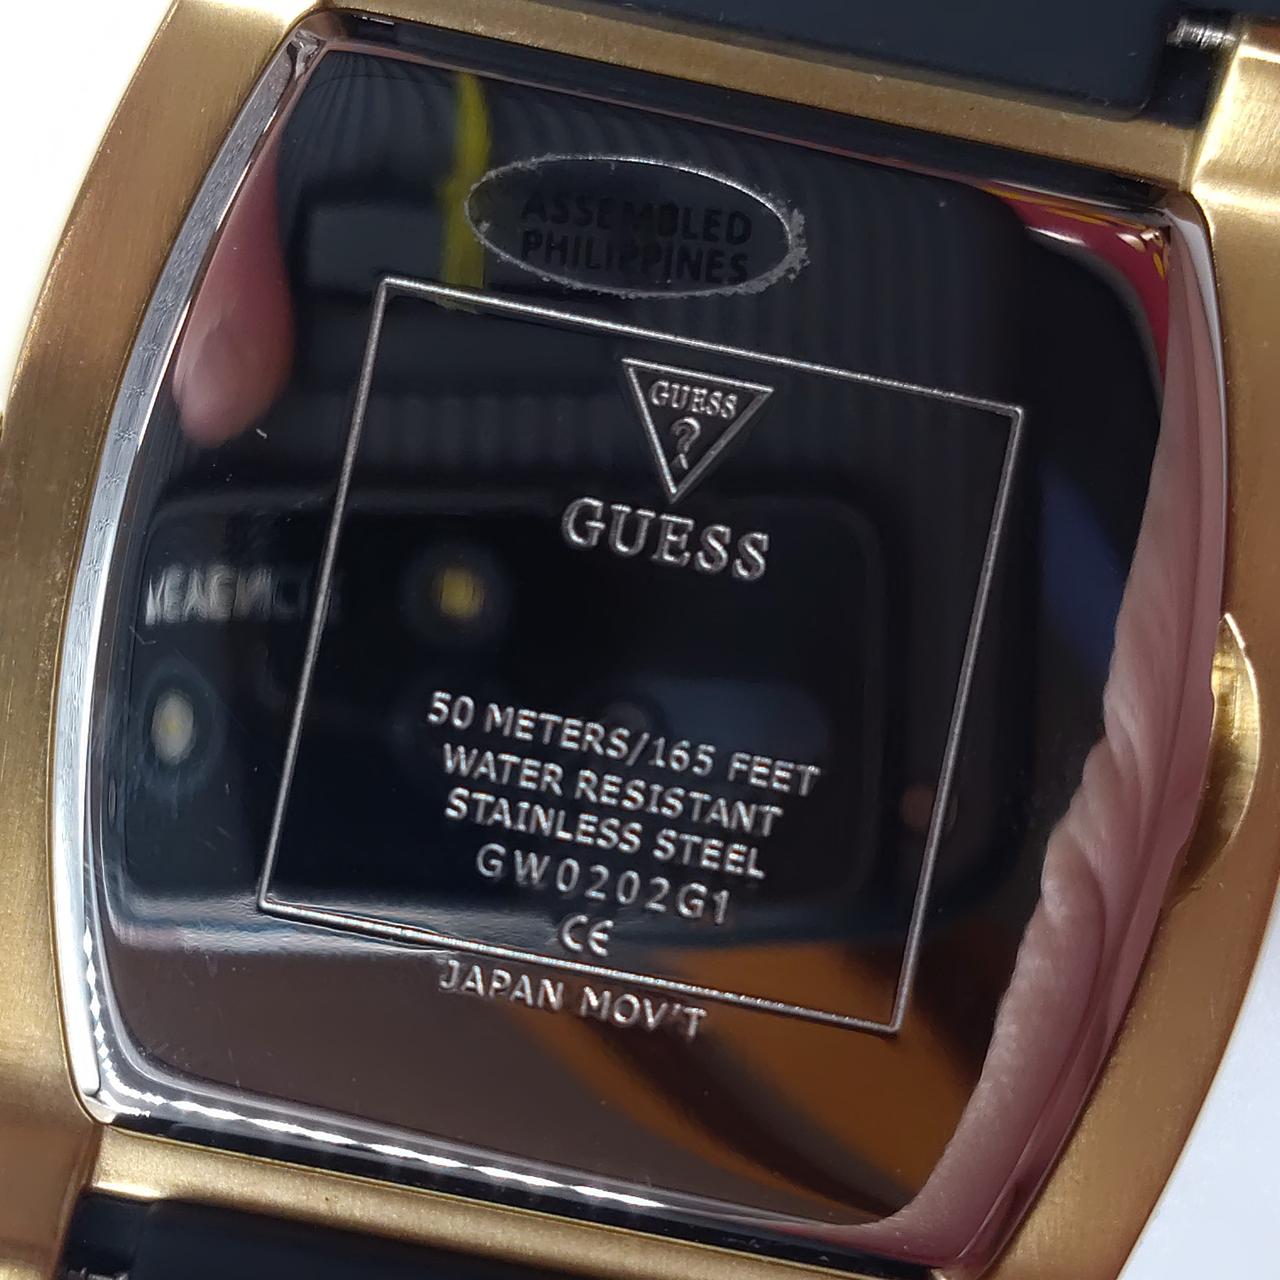 ASSEMBLED
PHILIPPINES
GUESS
?
GUESS
50 METERS/165 FEET
WATER RESISTANT
STAINLESS STEEL
GW0202G1
CE
JAPAN MOV'T